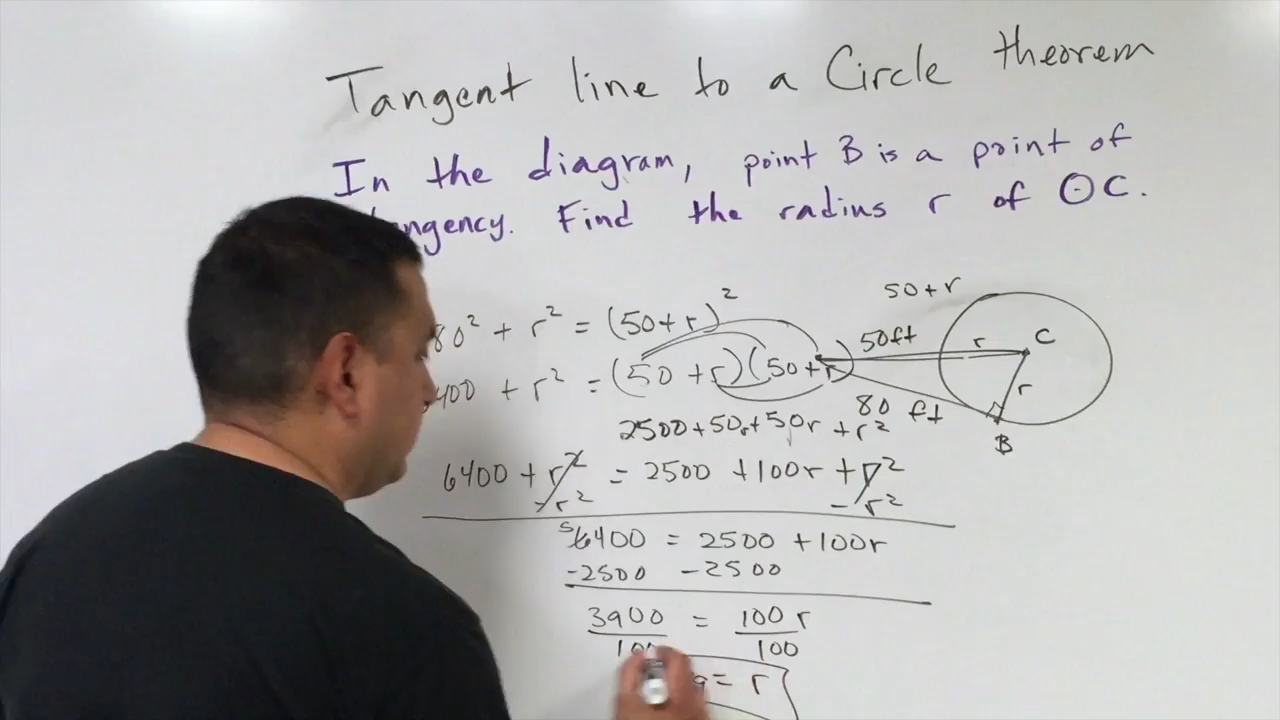 Tangent line to a Circle theorem
In the diagram, point B is a point of
ngency. Find the radius r of ⊙C.
80² + r² = (50+r)²
400 + r² = (50 + r)(50+r)
2500+50r+50r +r²
6400 + r² = 2500 +100r + r²
-r² -r²
6400 = 2500 +100r
-2500 -2500
3900 = 100r
100 100
9= r
50+r
50ft r C
r
80 ft
B